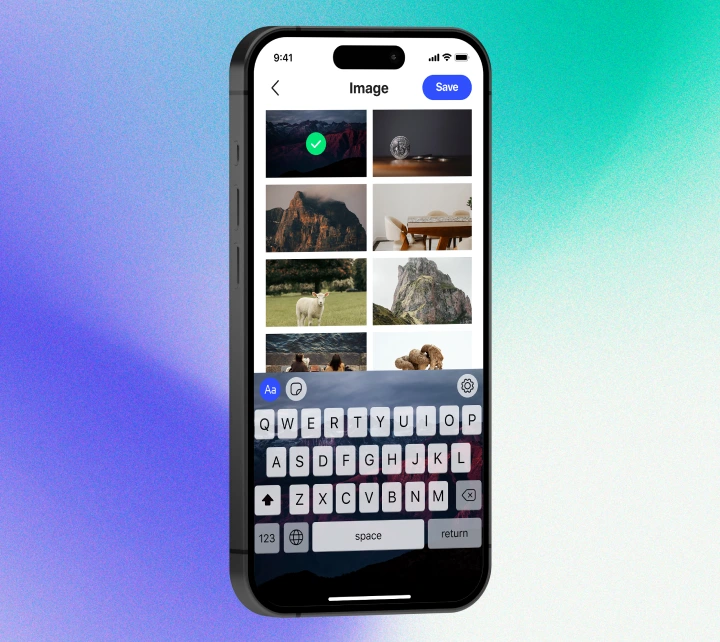 9:41
Image
Save
Aa
Q W E R T Y U I O P
A S D F G H J K L
Z X C V B N M
123
space
return